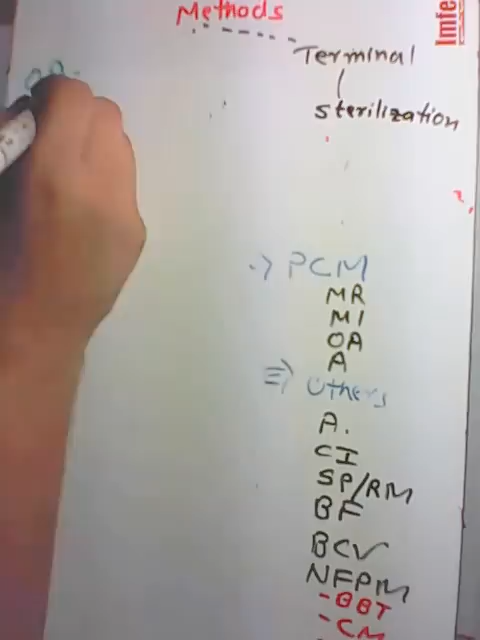 Methods
Terminal
sterilization
PCM
MR
MI
OA
A
Others
A.
CI
SP/RM
BF
BCV
NFPM
- BBT
- CM